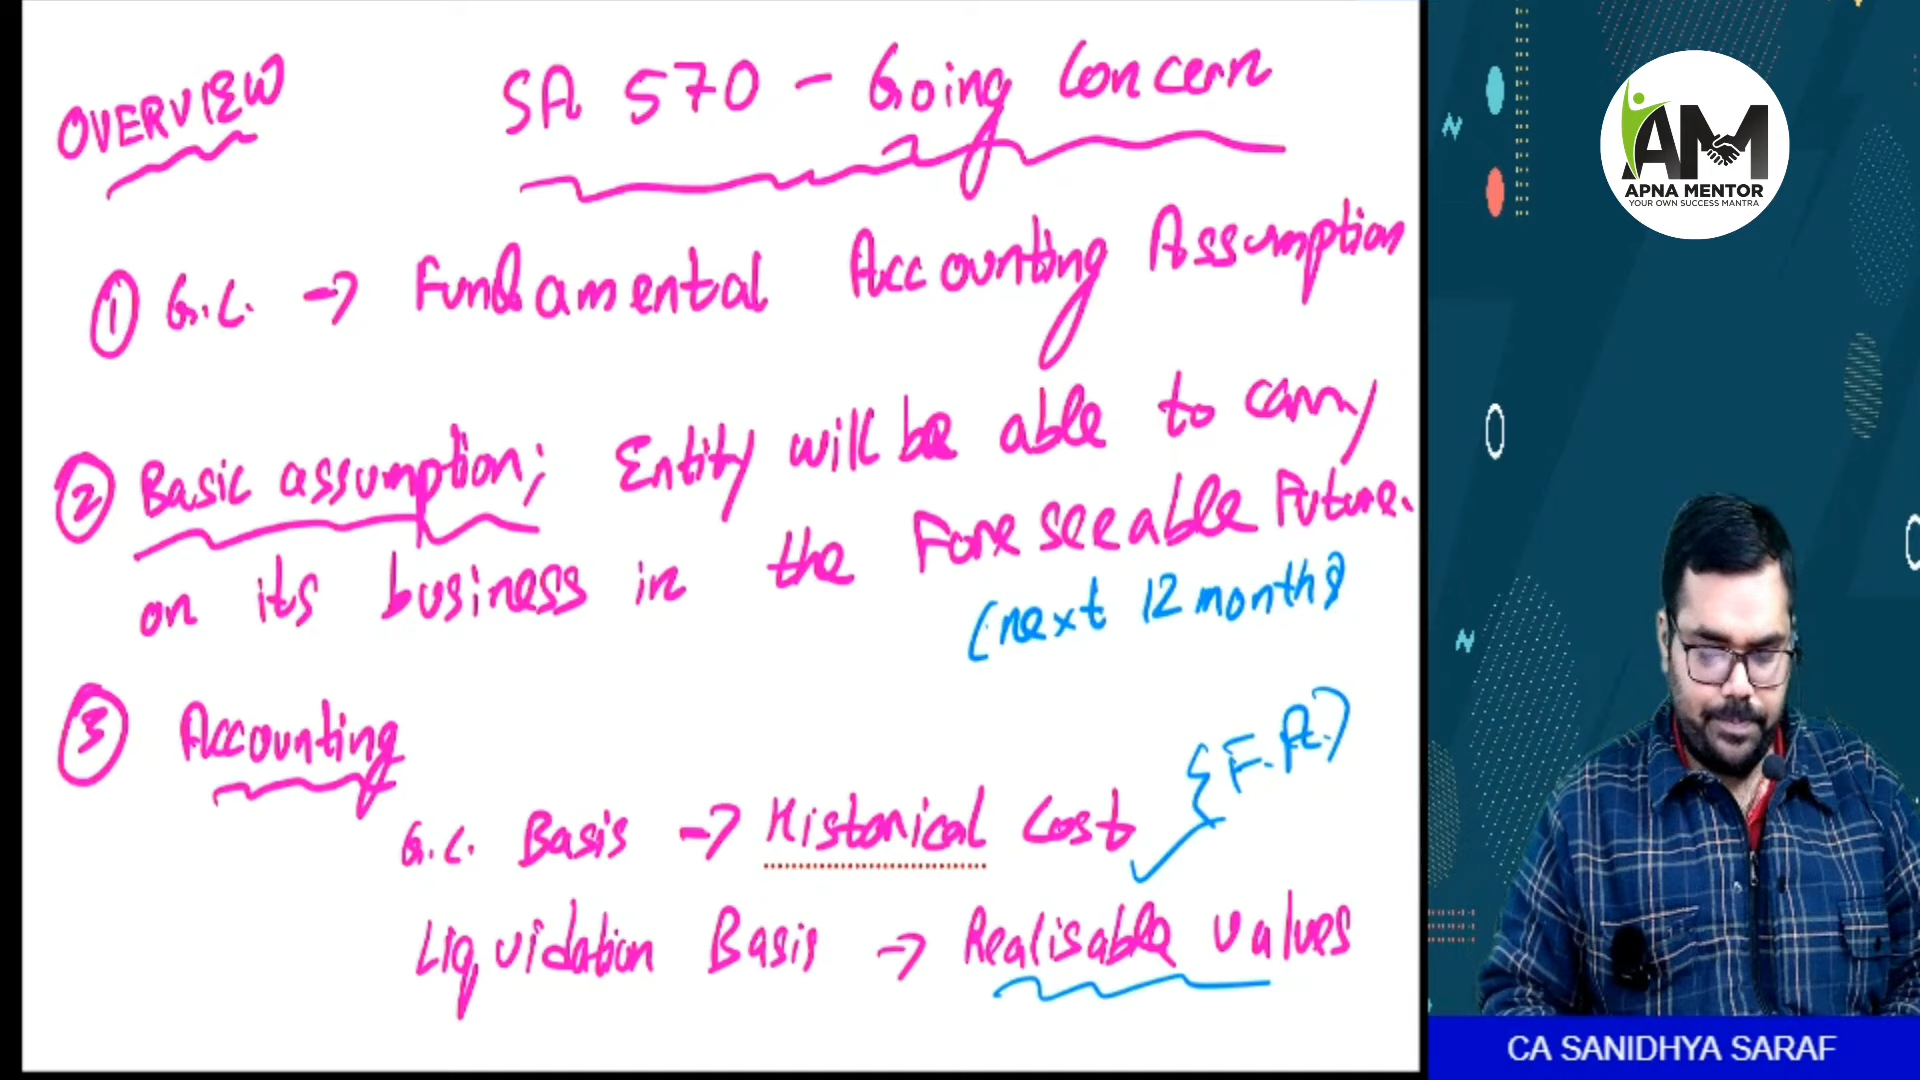 OVERVIEW
SA 570 - Going Concern
① G.C. → Fundamental Accounting Assumption
② Basic assumption; Entity will be able to carry
on its business in the Foreseeable Future.
(next 12 months)
③ Accounting
{F.A.)
G.C. Basis → Historical Cost
Liquidation Basis → Realisable values
AM
APNA MENTOR
YOUR OWN SUCCESS MANTRA
CA SANIDHYA SARAF